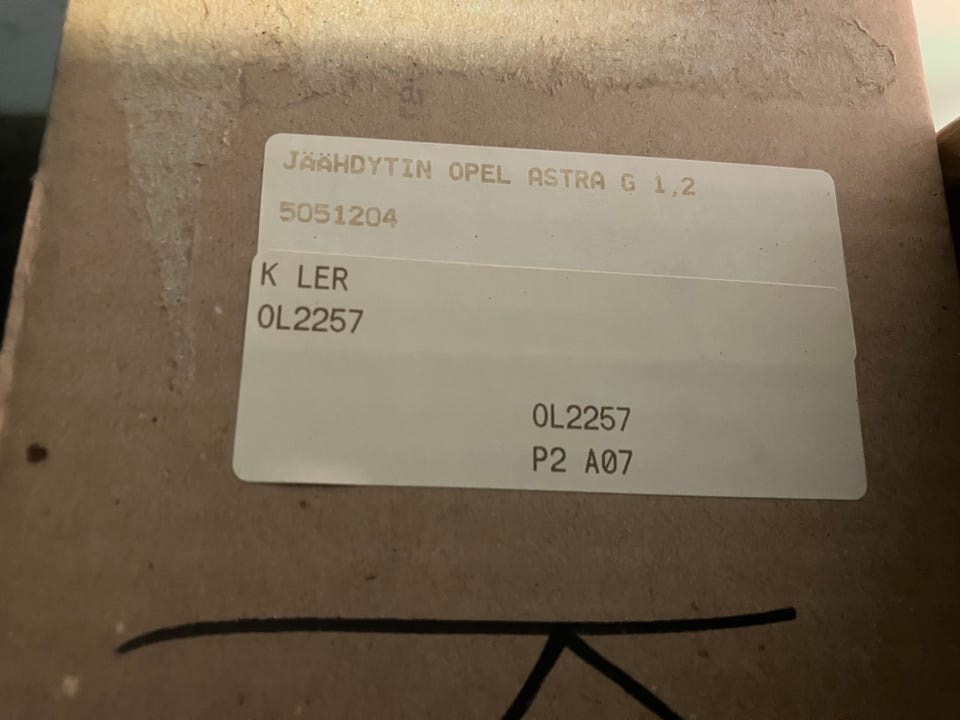 JÄÄHDYTIN OPEL ASTRA G 1,2
5051204
K LER
OL2257
OL2257
P2 A07